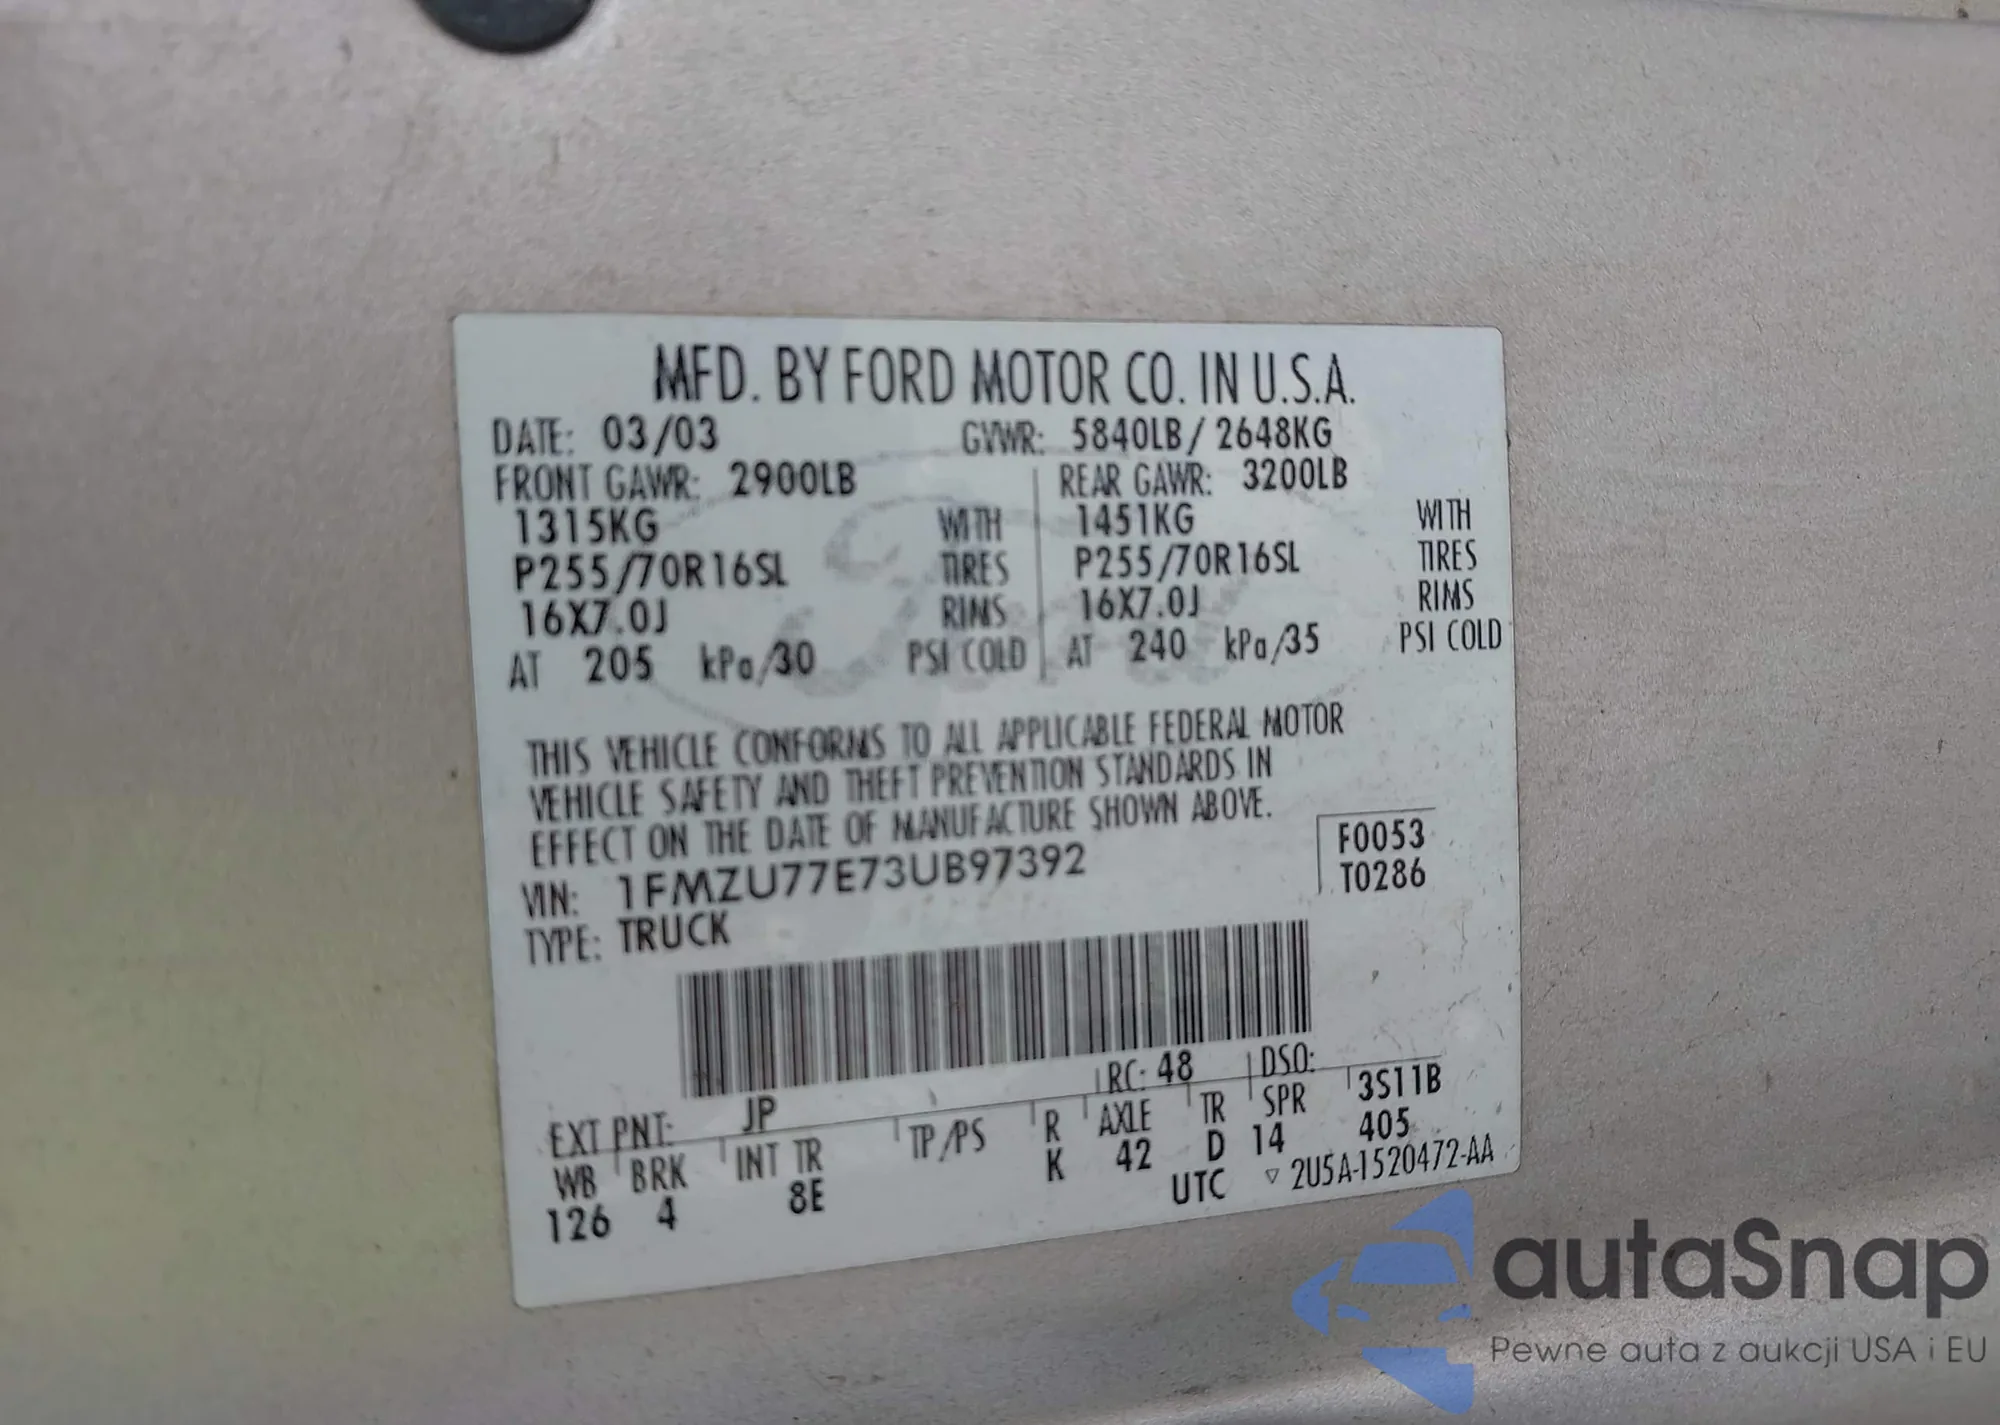 MFD. BY FORD MOTOR CO. IN U.S.A.
DATE: 03/03 GVWR: 5840LB / 2648KG
FRONT GAWR: 2900LB REAR GAWR: 3200LB
1315KG WITH 1451KG WITH
P255/70R16SL TIRES P255/70R16SL TIRES
16X7.0J RIMS 16X7.0J RIMS
AT 205 kPa/30 PSI COLD AT 240 kPa/35 PSI COLD
THIS VEHICLE CONFORMS TO ALL APPLICABLE FEDERAL MOTOR
VEHICLE SAFETY AND THEFT PREVENTION STANDARDS IN
EFFECT ON THE DATE OF MANUFACTURE SHOWN ABOVE.
VIN: 1FMZU77E73UB97392 F0053
TYPE: TRUCK T0286
EXT PNT: JP RC: 48 DSO: 3S11B
WB BRK INT TR TP/PS R AXLE TR SPR 405
126 4 8E K 42 D 14
UTC ▽ 2U5A-1520472-AA
Ford
autaSnap
Pewne auta z aukcji USA i EU